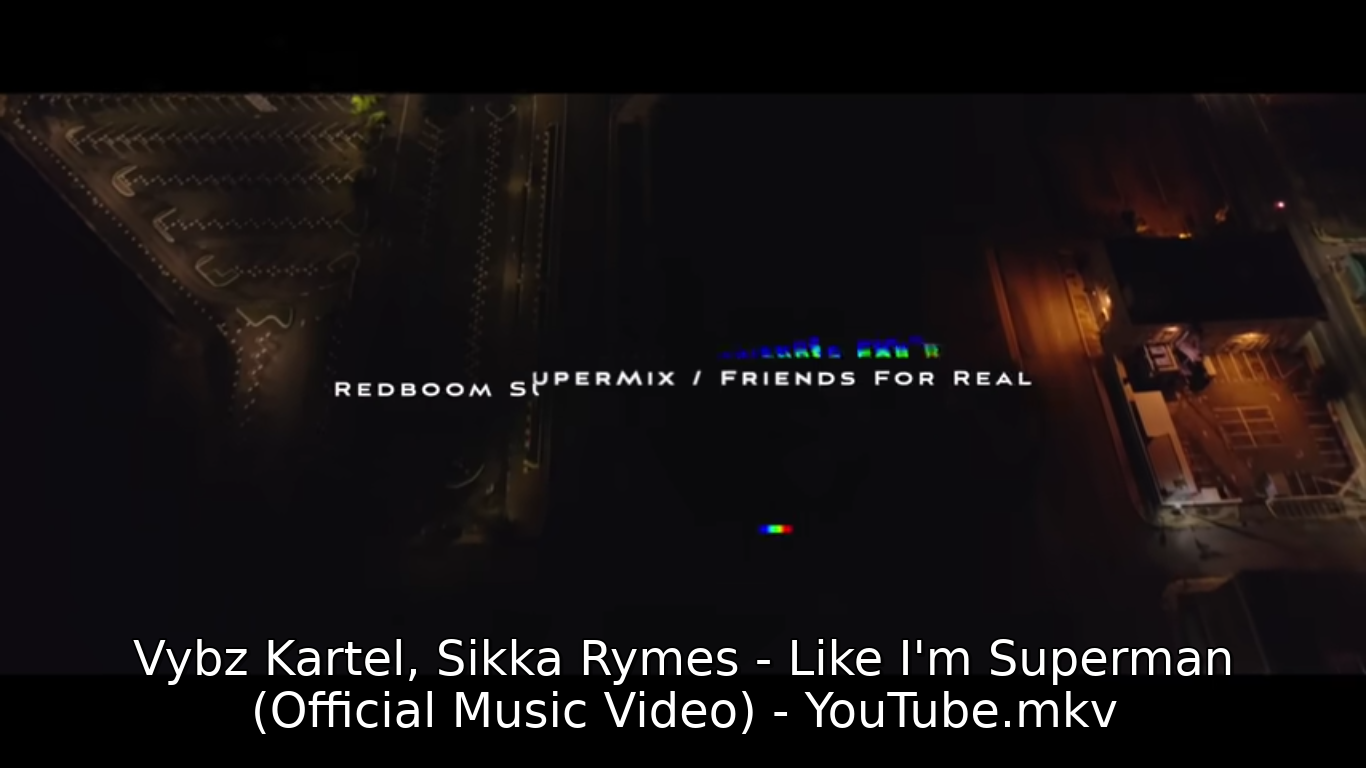 Redboom SuperMix / Friends For Real
Vybz Kartel, Sikka Rymes - Like I'm Superman
(Official Music Video) - YouTube.mkv